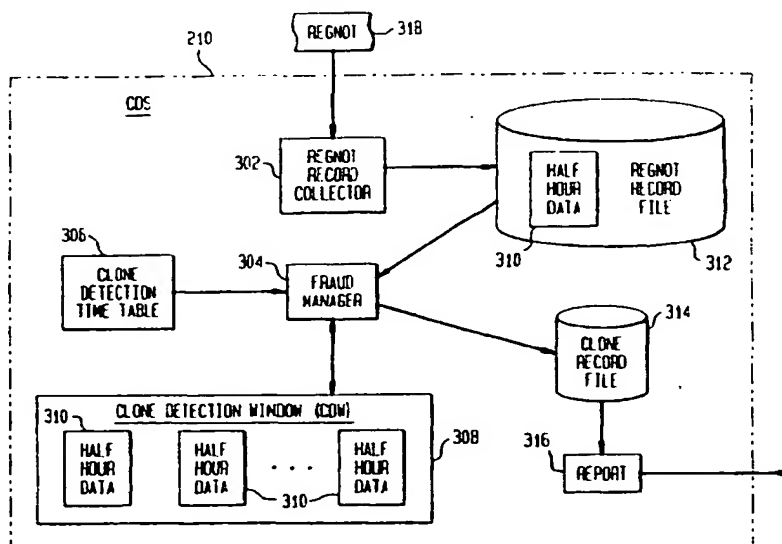 REGNOT
318
210
CDS
302
REGNOT
RECORD
COLLECTOR
HALF
HOUR
DATA
310
REGNOT
RECORD
FILE
312
306
CLONE
DETECTION
TIME TABLE
304
FRAUD
MANAGER
314
CLONE
RECORD
FILE
CLONE DETECTION WINDOW (CDW)
310
HALF
HOUR
DATA
HALF
HOUR
DATA
. . .
HALF
HOUR
DATA
310
308
316
REPORT